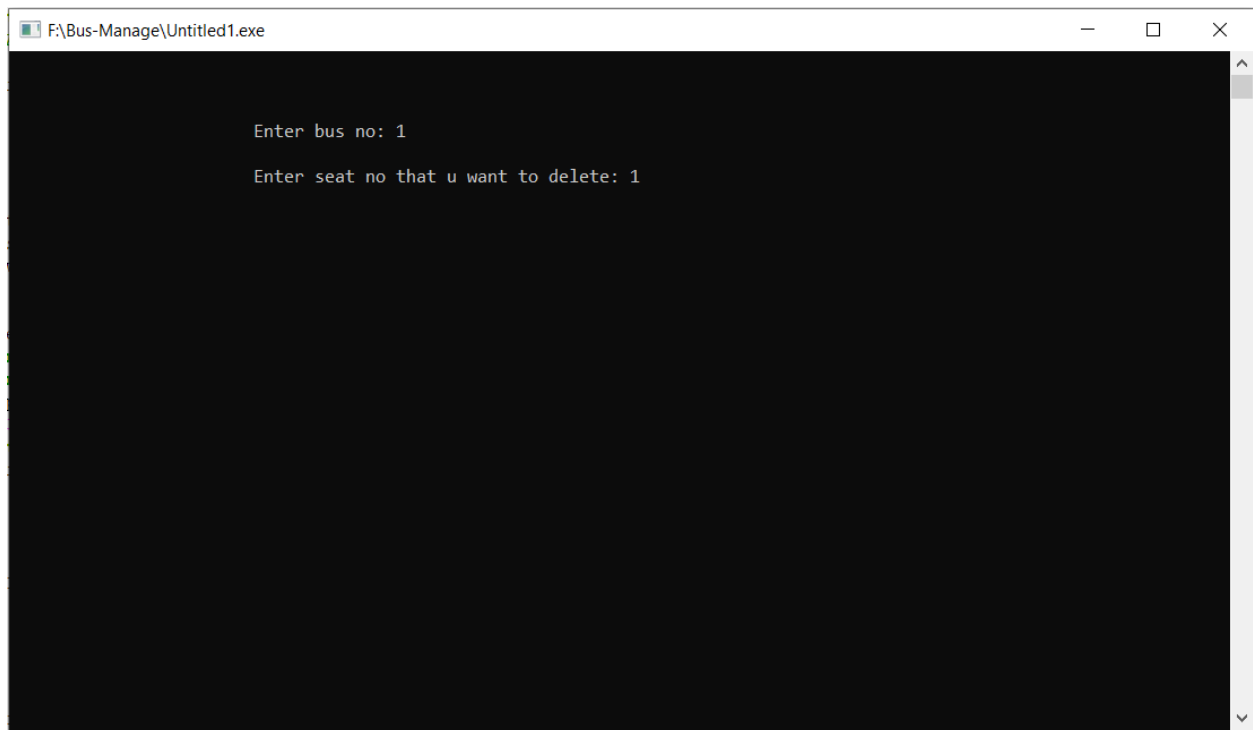 F:\Bus-Manage\Untitled1.exe
Enter bus no: 1
Enter seat no that u want to delete: 1